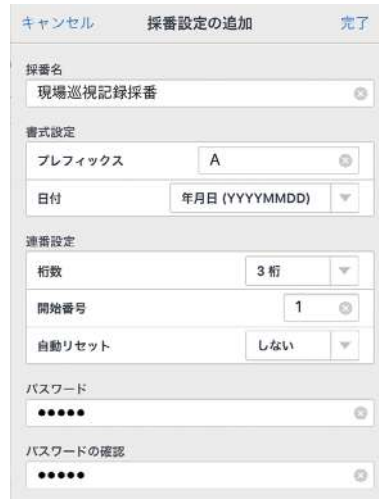 キャンセル 採番設定の追加 完了
採番名
現場巡視記録採番
書式設定
プレフィックス A
日付 年月日 (YYYYMMDD)
連番設定
桁数 3 桁
開始番号 1
自動リセット しない
パスワード
●●●●●
パスワードの確認
●●●●●